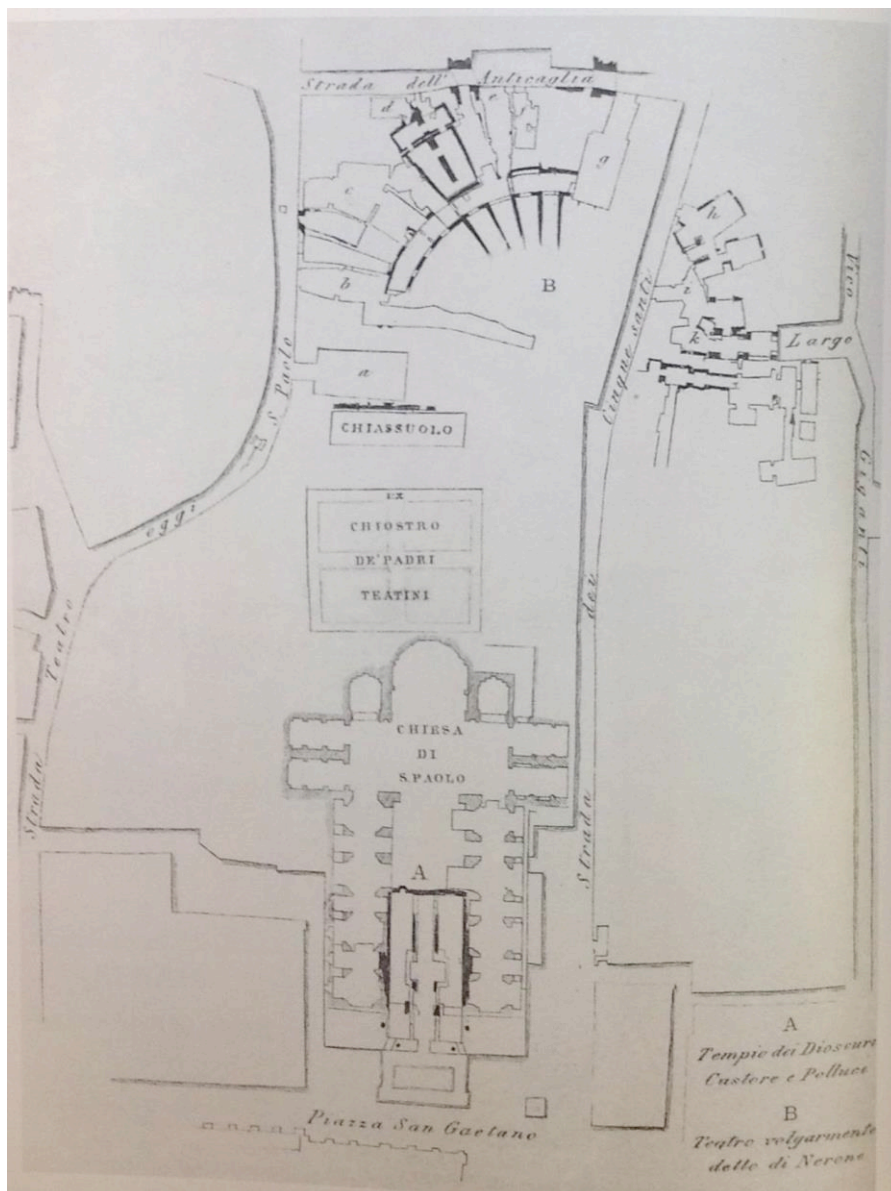 Strada dell' Anticaglia
d
e
g
c
h
B
b
i
k
Largo
Vico
Giganti
a
CHIASSUOLO
EX
CHIOSTRO
DE' PADRI
TEATINI
Strada Teatro oggi S. Paolo
Strada dei Cinque santi
CHIESA
DI
S. PAOLO
A
Piazza San Gaetano
A
Tempio dei Dioscuri
Castore e Polluce
B
Teatro volgarmente
detto di Nerone